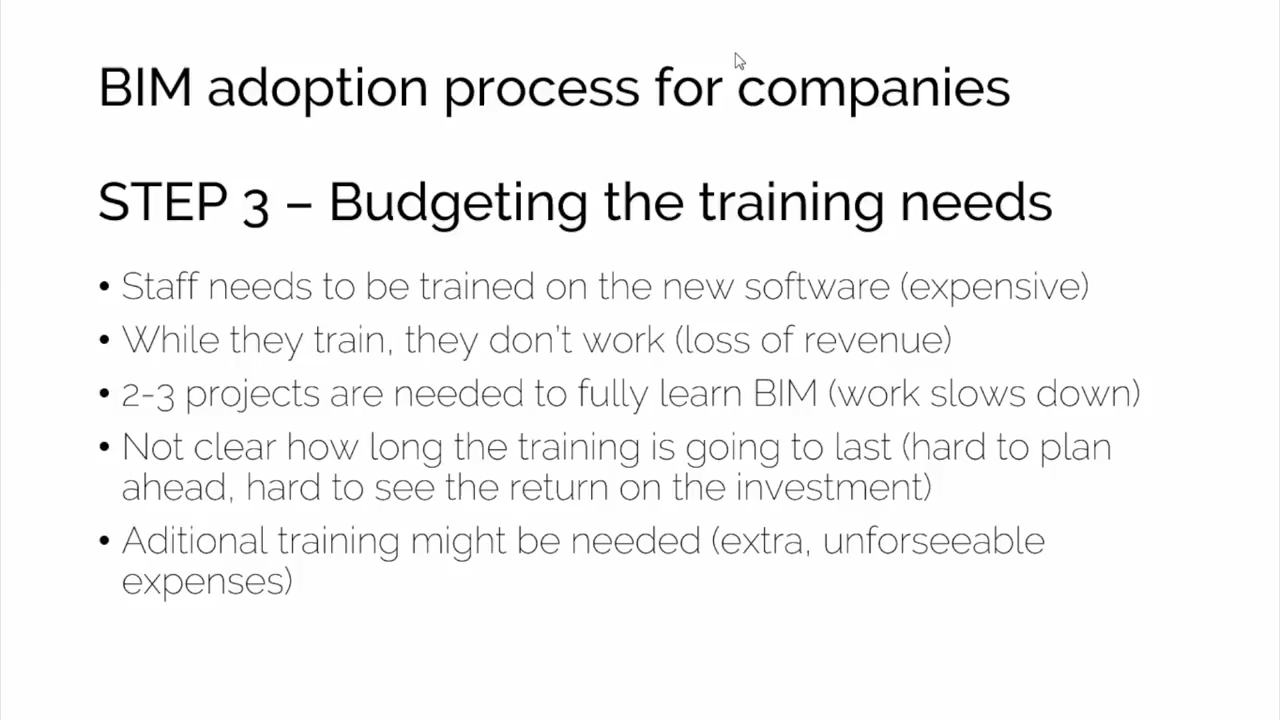 BIM adoption process for companies
STEP 3 – Budgeting the training needs
• Staff needs to be trained on the new software (expensive)
• While they train, they don't work (loss of revenue)
• 2-3 projects are needed to fully learn BIM (work slows down)
• Not clear how long the training is going to last (hard to plan
ahead, hard to see the return on the investment)
• Aditional training might be needed (extra, unforseeable
expenses)